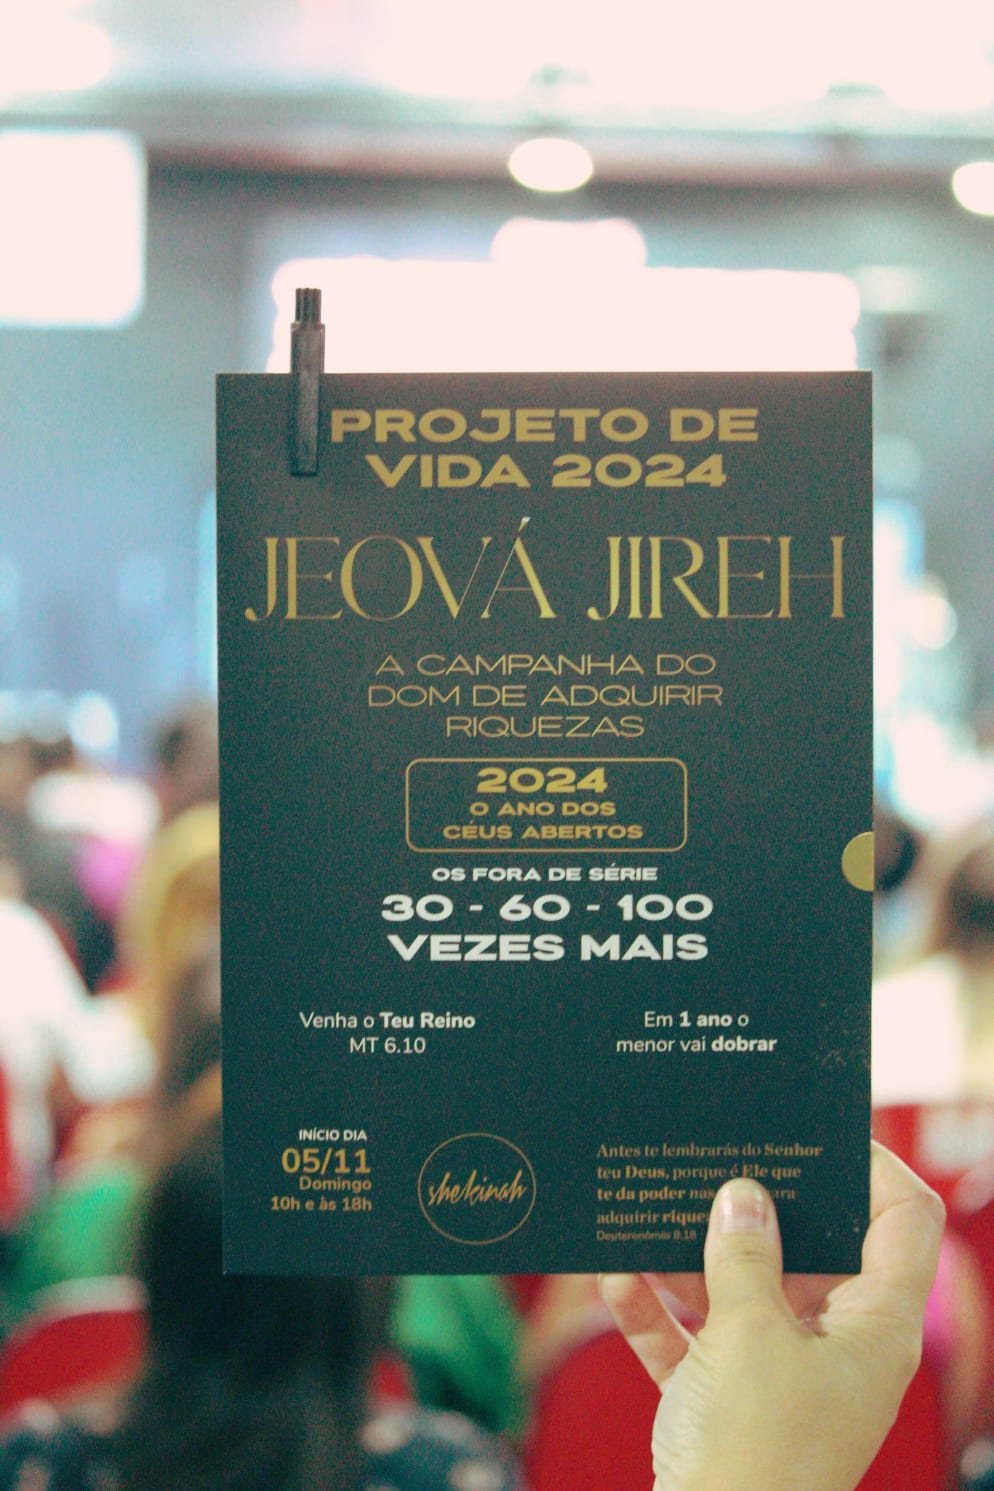 PROJETO DE
VIDA 2024
JEOVÁ JIREH
A CAMPANHA DO
DOM DE ADQUIRIR
RIQUEZAS
2024
O ANO DOS
CÉUS ABERTOS
OS FORA DE SÉRIE
30 - 60 - 100
VEZES MAIS
Venha o Teu Reino
MT 6.10
Em 1 ano o
menor vai dobrar
INÍCIO DIA
05/11
Domingo
10h e às 18h
shekinah
Antes te lembrarás do Senhor
teu Deus, porque é Ele que
te da poder
adquirir
Deuteronômio 8.18